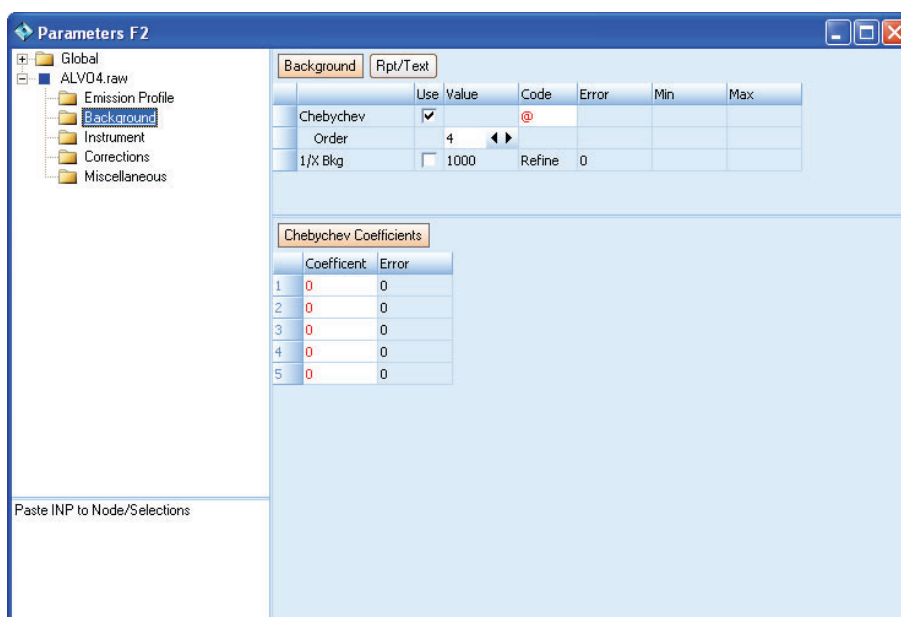 Parameters F2
Global
ALVO4.raw
Emission Profile
Background
Instrument
Corrections
Miscellaneous
Paste INP to Node/Selections
Background Rpt/Text
Use Value Code Error Min Max
Chebychev @
Order 4
1/X Bkg 1000 Refine 0
Chebychev Coefficients
Coefficent Error
1 0 0
2 0 0
3 0 0
4 0 0
5 0 0